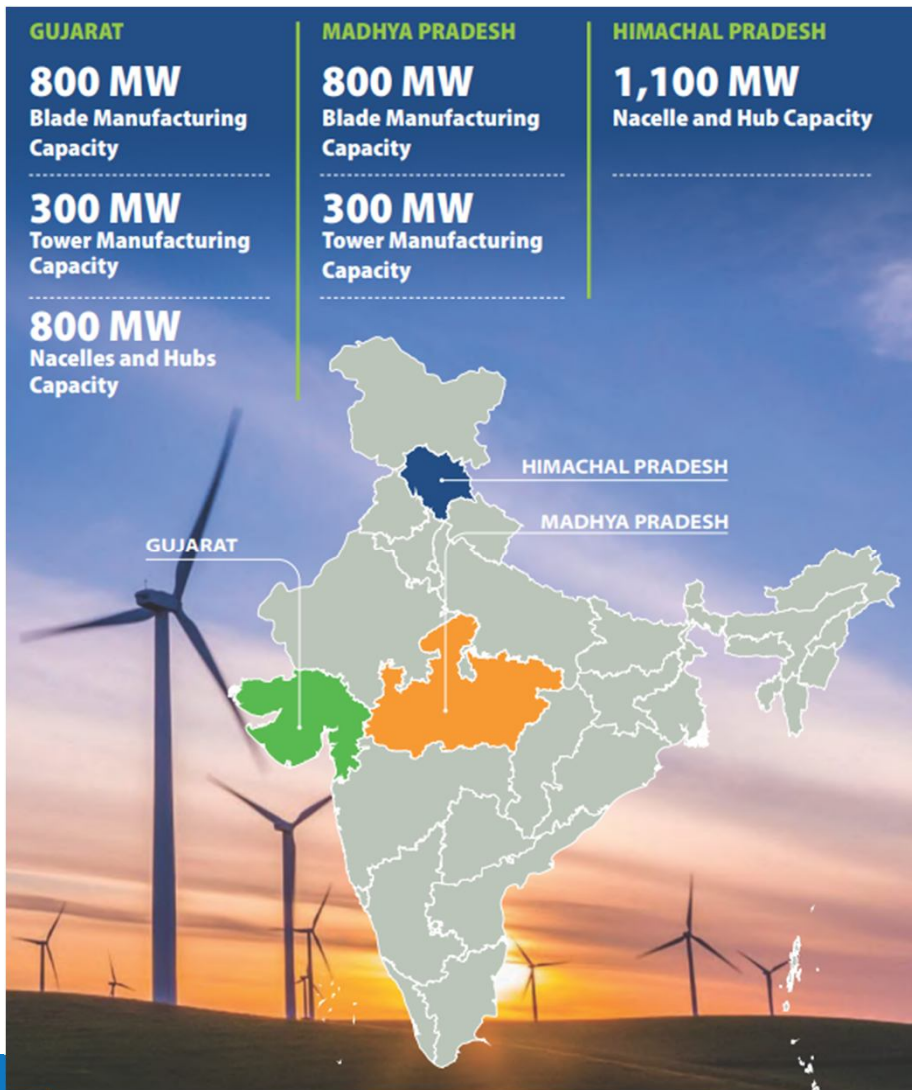 GUJARAT
800 MW
Blade Manufacturing
Capacity
300 MW
Tower Manufacturing
Capacity
800 MW
Nacelles and Hubs
Capacity
MADHYA PRADESH
800 MW
Blade Manufacturing
Capacity
300 MW
Tower Manufacturing
Capacity
HIMACHAL PRADESH
1,100 MW
Nacelle and Hub Capacity
HIMACHAL PRADESH
MADHYA PRADESH
GUJARAT